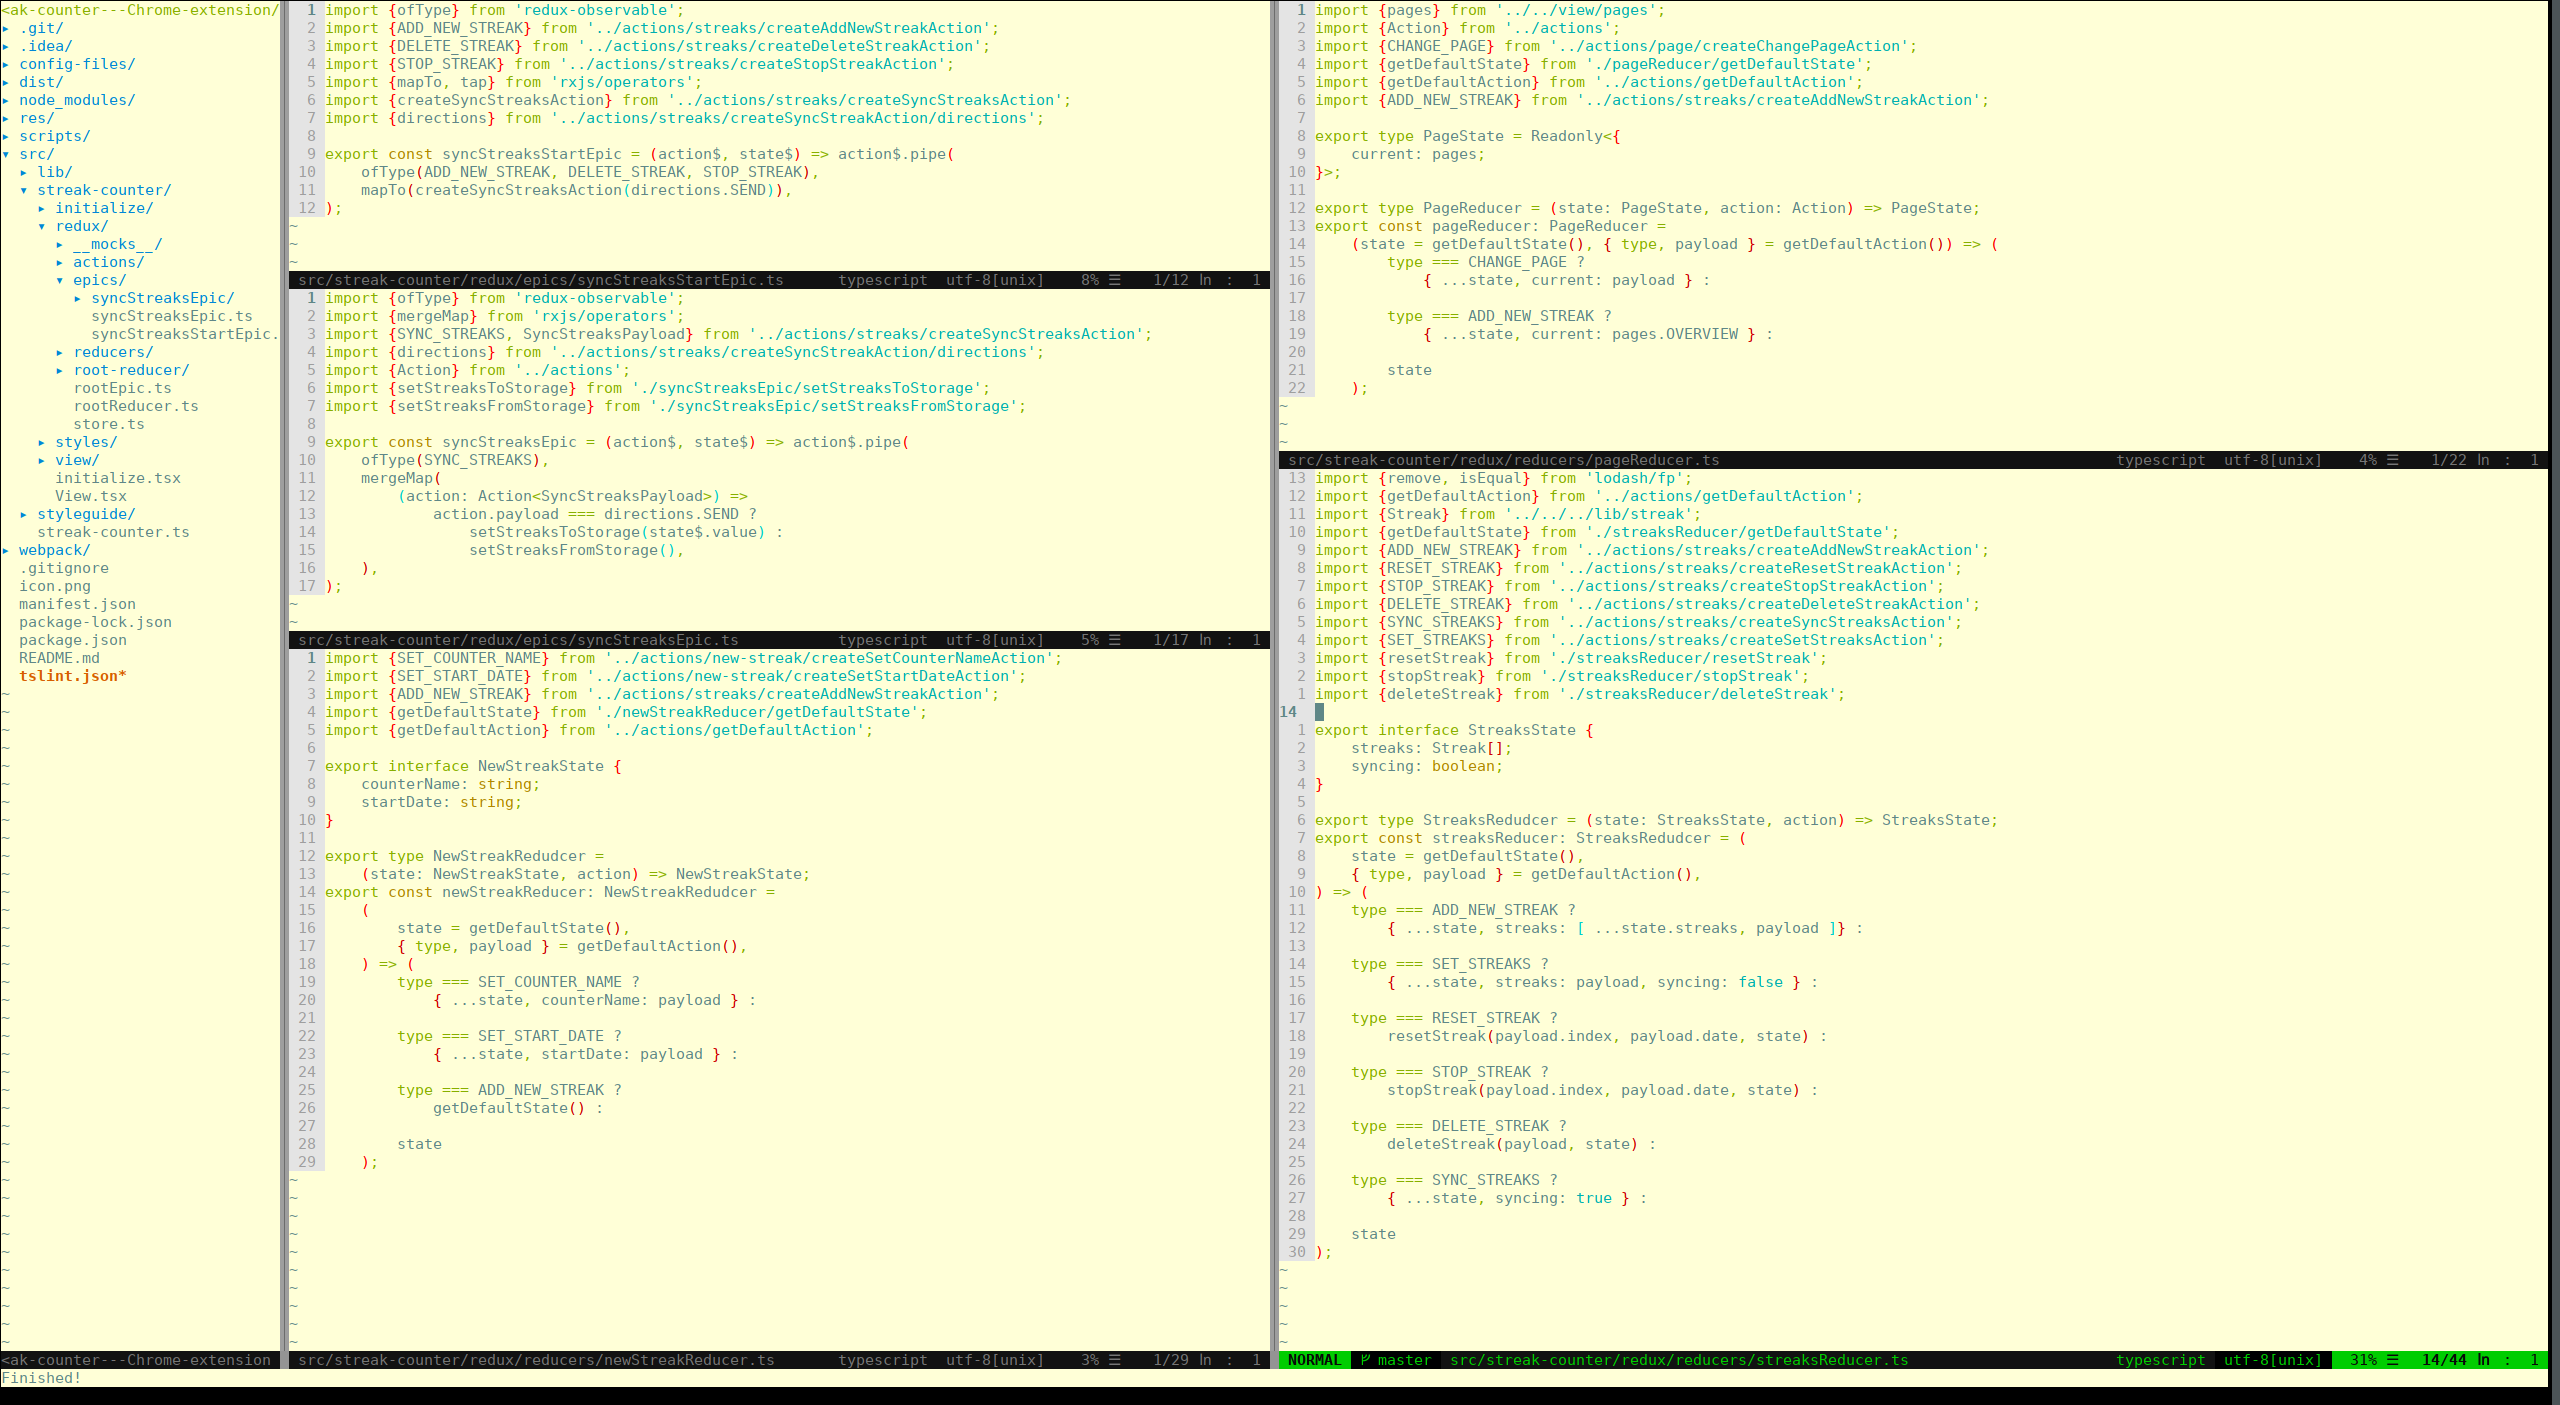 <ak-counter---Chrome-extension/
▸ .git/
▸ .idea/
▸ config-files/
▸ dist/
▸ node_modules/
▸ res/
▸ scripts/
▾ src/
  ▸ lib/
  ▾ streak-counter/
    ▸ initialize/
    ▾ redux/
      ▸ __mocks__/
      ▸ actions/
      ▾ epics/
        ▸ syncStreaksEpic/
          syncStreaksEpic.ts
          syncStreaksStartEpic.
      ▸ reducers/
      ▸ root-reducer/
        rootEpic.ts
        rootReducer.ts
        store.ts
    ▸ styles/
    ▸ view/
      initialize.tsx
      View.tsx
  ▸ styleguide/
    streak-counter.ts
▸ webpack/
  .gitignore
  icon.png
  manifest.json
  package-lock.json
  package.json
  README.md
  tslint.json*
<ak-counter---Chrome-extension
1 import {ofType} from 'redux-observable';
2 import {ADD_NEW_STREAK} from '../actions/streaks/createAddNewStreakAction';
3 import {DELETE_STREAK} from '../actions/streaks/createDeleteStreakAction';
4 import {STOP_STREAK} from '../actions/streaks/createStopStreakAction';
5 import {mapTo, tap} from 'rxjs/operators';
6 import {createSyncStreaksAction} from '../actions/streaks/createSyncStreaksAction';
7 import {directions} from '../actions/streaks/createSyncStreakAction/directions';
8
9 export const syncStreaksStartEpic = (action$, state$) => action$.pipe(
10     ofType(ADD_NEW_STREAK, DELETE_STREAK, STOP_STREAK),
11     mapTo(createSyncStreaksAction(directions.SEND)),
12 );
~
~
~
src/streak-counter/redux/epics/syncStreaksStartEpic.ts typescript utf-8[unix] 8% ☰ 1/12 ㏑ : 1
1 import {ofType} from 'redux-observable';
2 import {mergeMap} from 'rxjs/operators';
3 import {SYNC_STREAKS, SyncStreaksPayload} from '../actions/streaks/createSyncStreaksAction';
4 import {directions} from '../actions/streaks/createSyncStreakAction/directions';
5 import {Action} from '../actions';
6 import {setStreaksToStorage} from './syncStreaksEpic/setStreaksToStorage';
7 import {setStreaksFromStorage} from './syncStreaksEpic/setStreaksFromStorage';
8
9 export const syncStreaksEpic = (action$, state$) => action$.pipe(
10     ofType(SYNC_STREAKS),
11     mergeMap(
12         (action: Action<SyncStreaksPayload>) =>
13             action.payload === directions.SEND ?
14                 setStreaksToStorage(state$.value) :
15                 setStreaksFromStorage(),
16     ),
17 );
~
~
src/streak-counter/redux/epics/syncStreaksEpic.ts typescript utf-8[unix] 5% ☰ 1/17 ㏑ : 1
1 import {SET_COUNTER_NAME} from '../actions/new-streak/createSetCounterNameAction';
2 import {SET_START_DATE} from '../actions/new-streak/createSetStartDateAction';
3 import {ADD_NEW_STREAK} from '../actions/streaks/createAddNewStreakAction';
4 import {getDefaultState} from './newStreakReducer/getDefaultState';
5 import {getDefaultAction} from '../actions/getDefaultAction';
6
7 export interface NewStreakState {
8     counterName: string;
9     startDate: string;
10 }
11
12 export type NewStreakRedudcer =
13     (state: NewStreakState, action) => NewStreakState;
14 export const newStreakReducer: NewStreakRedudcer =
15     (
16         state = getDefaultState(),
17         { type, payload } = getDefaultAction(),
18     ) => (
19         type === SET_COUNTER_NAME ?
20             { ...state, counterName: payload } :
21
22         type === SET_START_DATE ?
23             { ...state, startDate: payload } :
24
25         type === ADD_NEW_STREAK ?
26             getDefaultState() :
27
28         state
29     );
src/streak-counter/redux/reducers/newStreakReducer.ts typescript utf-8[unix] 3% ☰ 1/29 ㏑ : 1
1 import {pages} from '../../view/pages';
2 import {Action} from '../actions';
3 import {CHANGE_PAGE} from '../actions/page/createChangePageAction';
4 import {getDefaultState} from './pageReducer/getDefaultState';
5 import {getDefaultAction} from '../actions/getDefaultAction';
6 import {ADD_NEW_STREAK} from '../actions/streaks/createAddNewStreakAction';
7
8 export type PageState = Readonly<{
9     current: pages;
10 }>;
11
12 export type PageReducer = (state: PageState, action: Action) => PageState;
13 export const pageReducer: PageReducer =
14     (state = getDefaultState(), { type, payload } = getDefaultAction()) => (
15         type === CHANGE_PAGE ?
16             { ...state, current: payload } :
17
18         type === ADD_NEW_STREAK ?
19             { ...state, current: pages.OVERVIEW } :
20
21         state
22     );
~
~
~
src/streak-counter/redux/reducers/pageReducer.ts typescript utf-8[unix] 4% ☰ 1/22 ㏑ : 1
13 import {remove, isEqual} from 'lodash/fp';
12 import {getDefaultAction} from '../actions/getDefaultAction';
11 import {Streak} from '../../../lib/streak';
10 import {getDefaultState} from './streaksReducer/getDefaultState';
9 import {ADD_NEW_STREAK} from '../actions/streaks/createAddNewStreakAction';
8 import {RESET_STREAK} from '../actions/streaks/createResetStreakAction';
7 import {STOP_STREAK} from '../actions/streaks/createStopStreakAction';
6 import {DELETE_STREAK} from '../actions/streaks/createDeleteStreakAction';
5 import {SYNC_STREAKS} from '../actions/streaks/createSyncStreaksAction';
4 import {SET_STREAKS} from '../actions/streaks/createSetStreaksAction';
3 import {resetStreak} from './streaksReducer/resetStreak';
2 import {stopStreak} from './streaksReducer/stopStreak';
1 import {deleteStreak} from './streaksReducer/deleteStreak';
14
1 export interface StreaksState {
2     streaks: Streak[];
3     syncing: boolean;
4 }
5
6 export type StreaksRedudcer = (state: StreaksState, action) => StreaksState;
7 export const streaksReducer: StreaksRedudcer = (
8     state = getDefaultState(),
9     { type, payload } = getDefaultAction(),
10 ) => (
11     type === ADD_NEW_STREAK ?
12         { ...state, streaks: [ ...state.streaks, payload ]} :
13
14     type === SET_STREAKS ?
15         { ...state, streaks: payload, syncing: false } :
16
17     type === RESET_STREAK ?
18         resetStreak(payload.index, payload.date, state) :
19
20     type === STOP_STREAK ?
21         stopStreak(payload.index, payload.date, state) :
22
23     type === DELETE_STREAK ?
24         deleteStreak(payload, state) :
25
26     type === SYNC_STREAKS ?
27         { ...state, syncing: true } :
28
29     state
30 );
~
~
~
~
~
NORMAL master src/streak-counter/redux/reducers/streaksReducer.ts typescript utf-8[unix] 31% ☰ 14/44 ㏑ : 1
Finished!